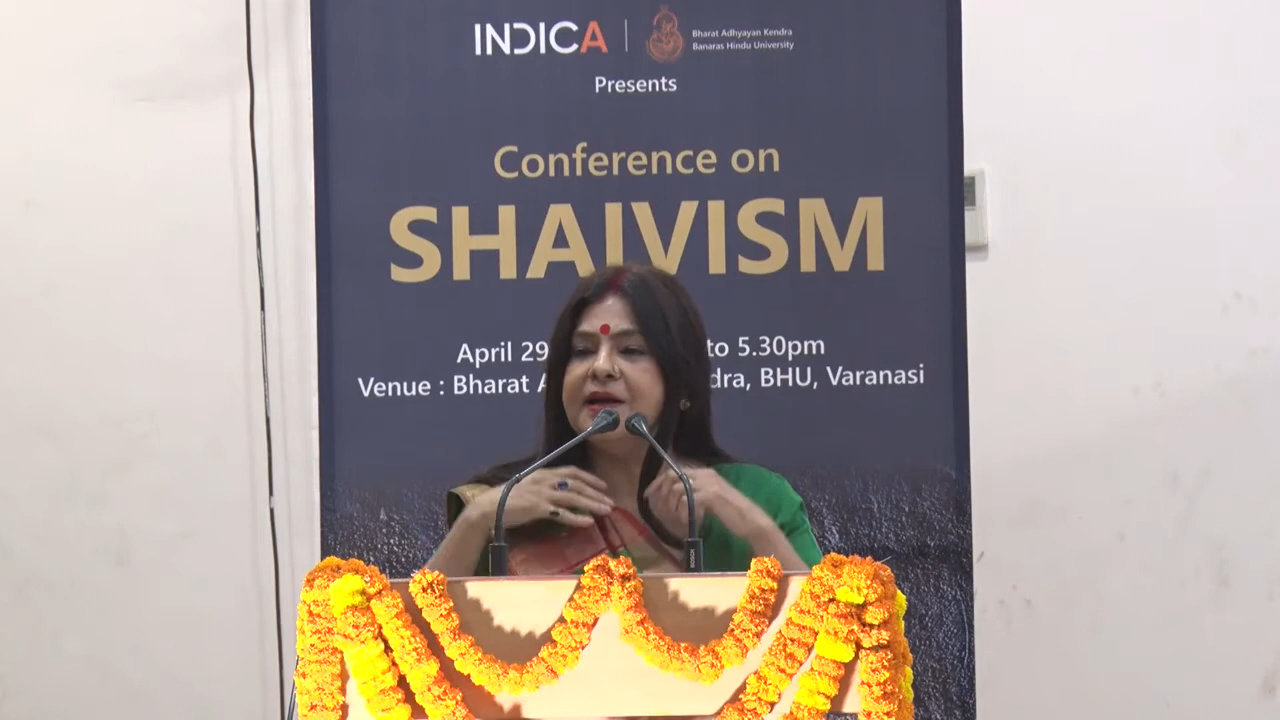 INDICA
Bharat Adhyayan Kendra
Banaras Hindu University
Presents
Conference on
SHAIVISM
April 29 to 5.30pm
Venue : Bharat dra, BHU, Varanasi
BOSCH